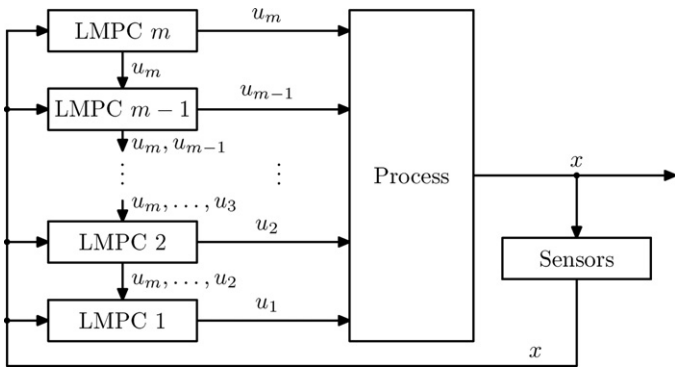 LMPC m
u_m
u_m
LMPC m − 1
u_{m−1}
u_m, u_{m−1}
⋮
⋮
Process
x
u_m, . . . , u_3
LMPC 2
u_2
Sensors
u_m, . . . , u_2
LMPC 1
u_1
x